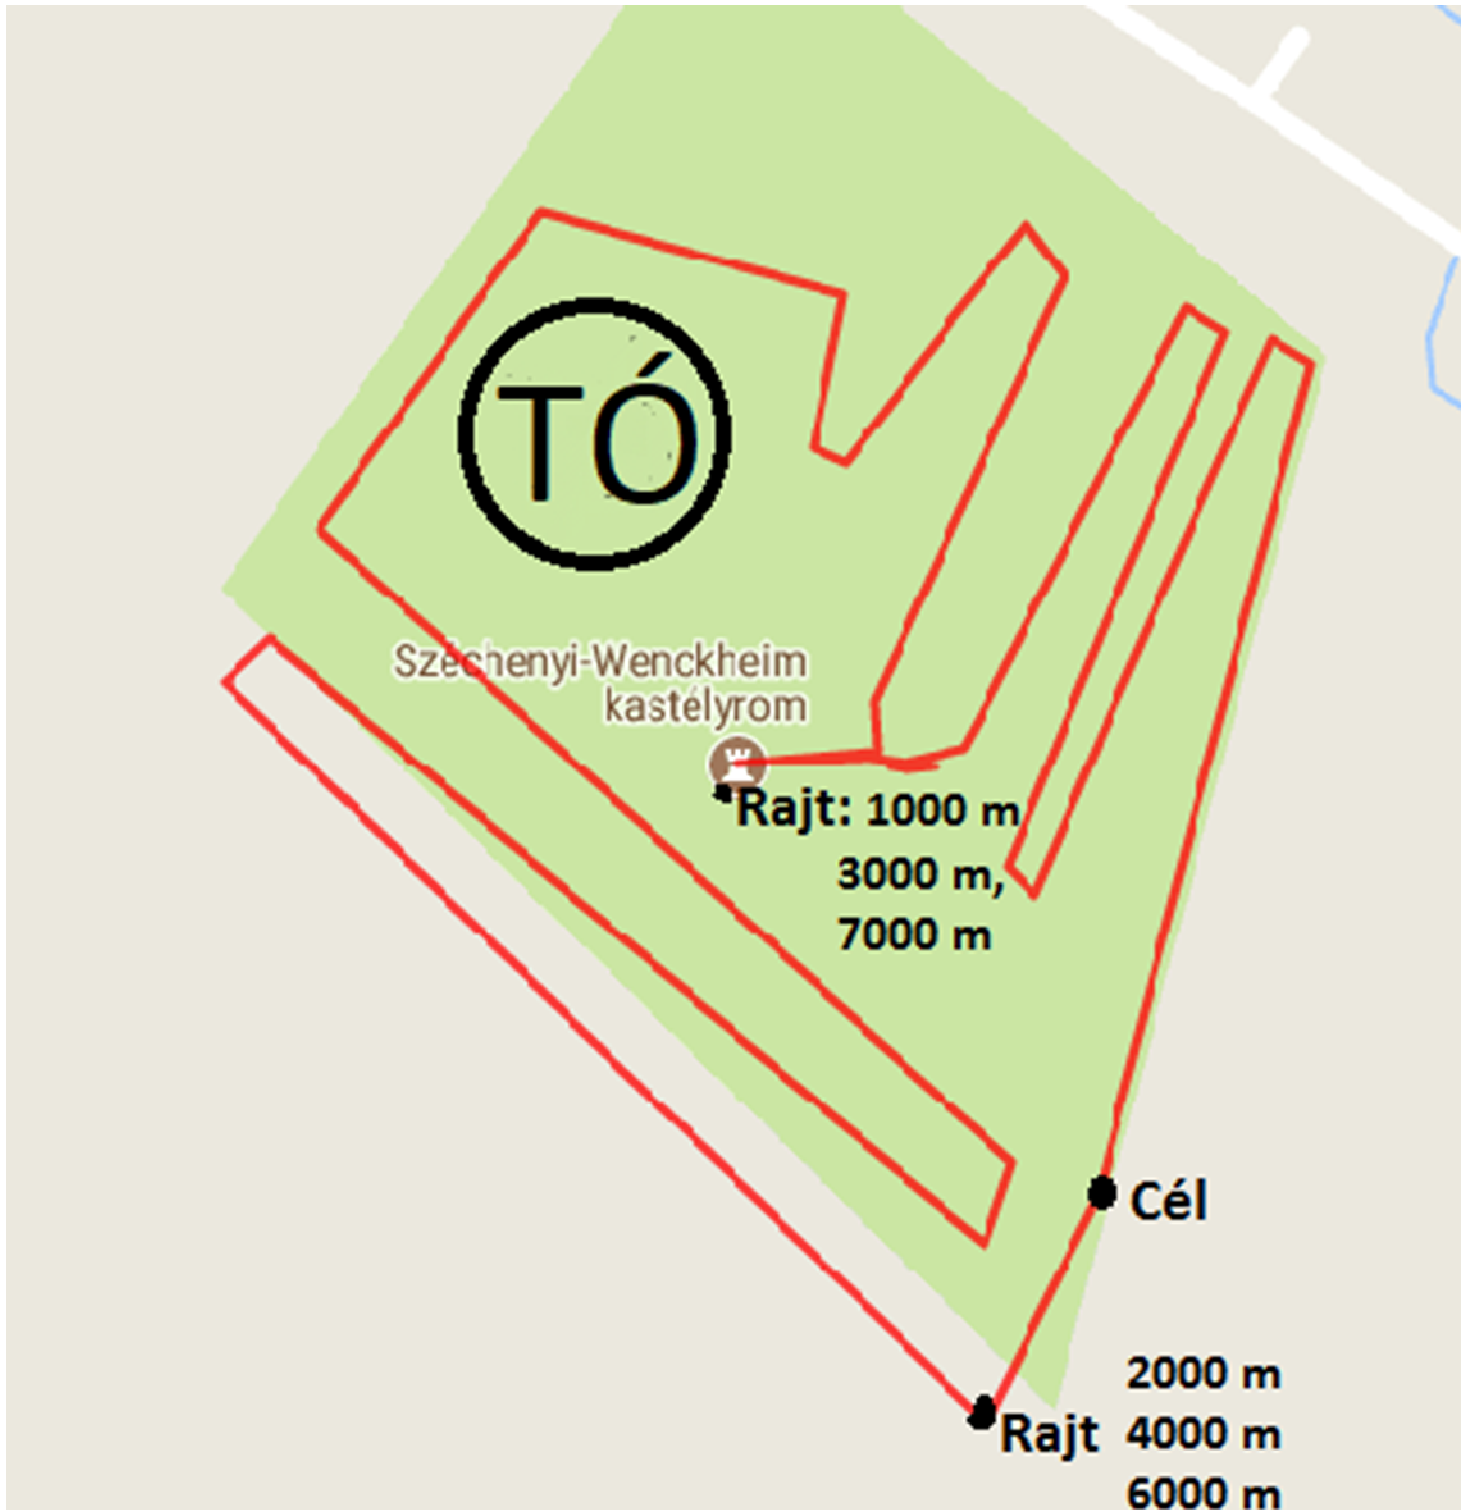 TÓ
Széchenyi-Wenckheim
kastélyrom
Rajt: 1000 m
3000 m,
7000 m
Cél
2000 m
Rajt 4000 m
6000 m